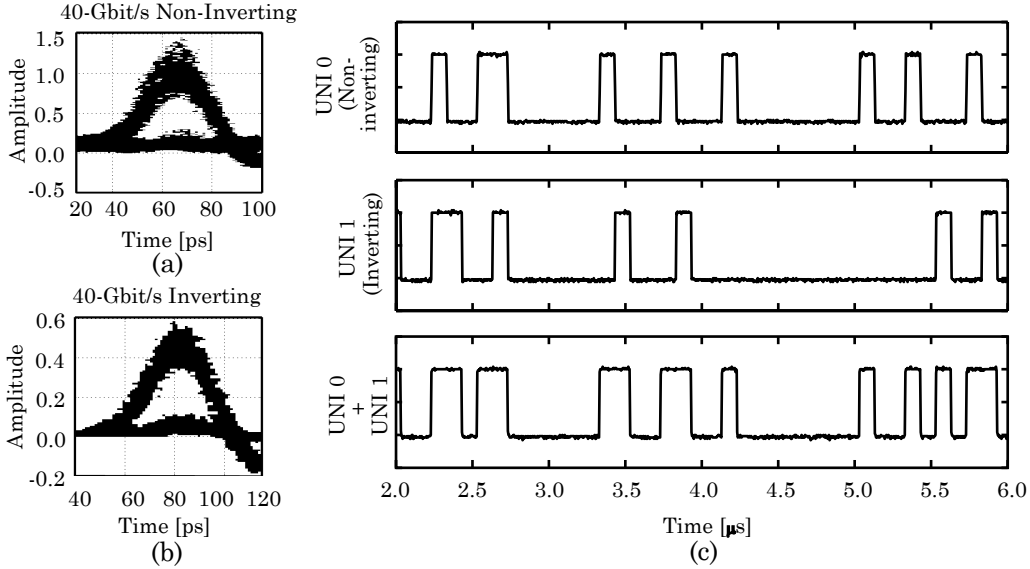 40-Gbit/s Non-Inverting
Amplitude
1.5
1.0
0.5
0.0
-0.5
20 40 60 80 100
Time [ps]
(a)
40-Gbit/s Inverting
Amplitude
0.6
0.4
0.2
0.0
-0.2
40 60 80 100 120
Time [ps]
(b)
UNI 0
(Non-
inverting)
UNI 1
(Inverting)
UNI 0
+
UNI 1
2.0 2.5 3.0 3.5 4.0 4.5 5.0 5.5 6.0
Time [µs]
(c)